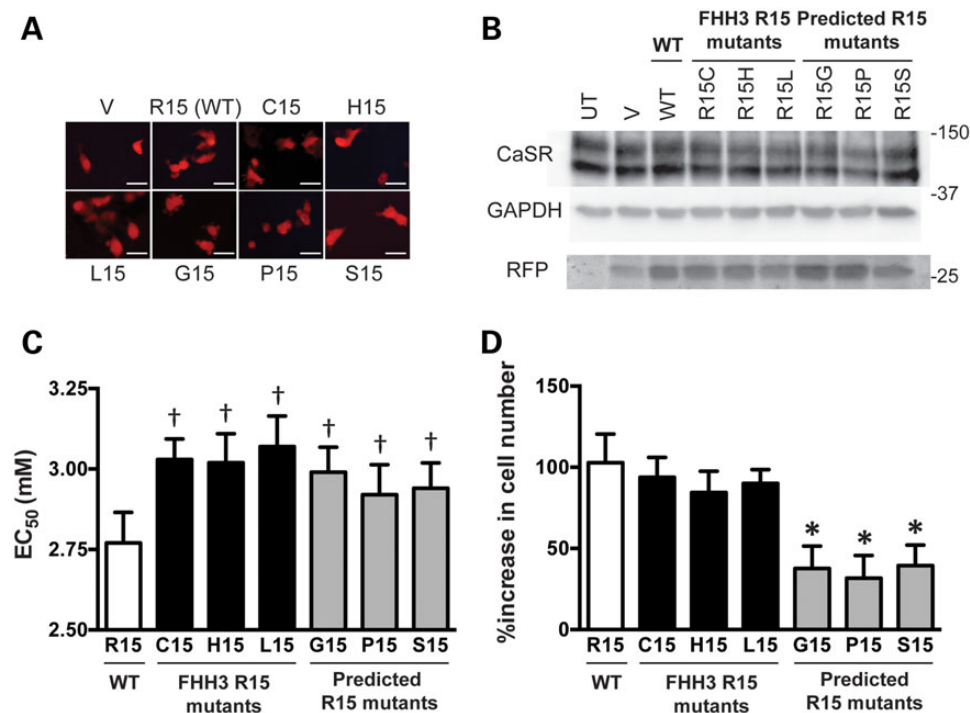 A
V R15 (WT) C15 H15
L15 G15 P15 S15
B
WT
FHH3 R15
mutants
Predicted R15
mutants
UT V WT R15C R15H R15L R15G R15P R15S
CaSR
GAPDH
RFP
-150
-37
-25
C
EC50 (mM)
3.25
3.00
2.75
2.50
† † † † † †
R15 C15 H15 L15 G15 P15 S15
WT
FHH3 R15
mutants
Predicted
R15 mutants
D
%increase in cell number
150
100
50
0
* * *
R15 C15 H15 L15 G15 P15 S15
WT
FHH3 R15
mutants
Predicted
R15 mutants